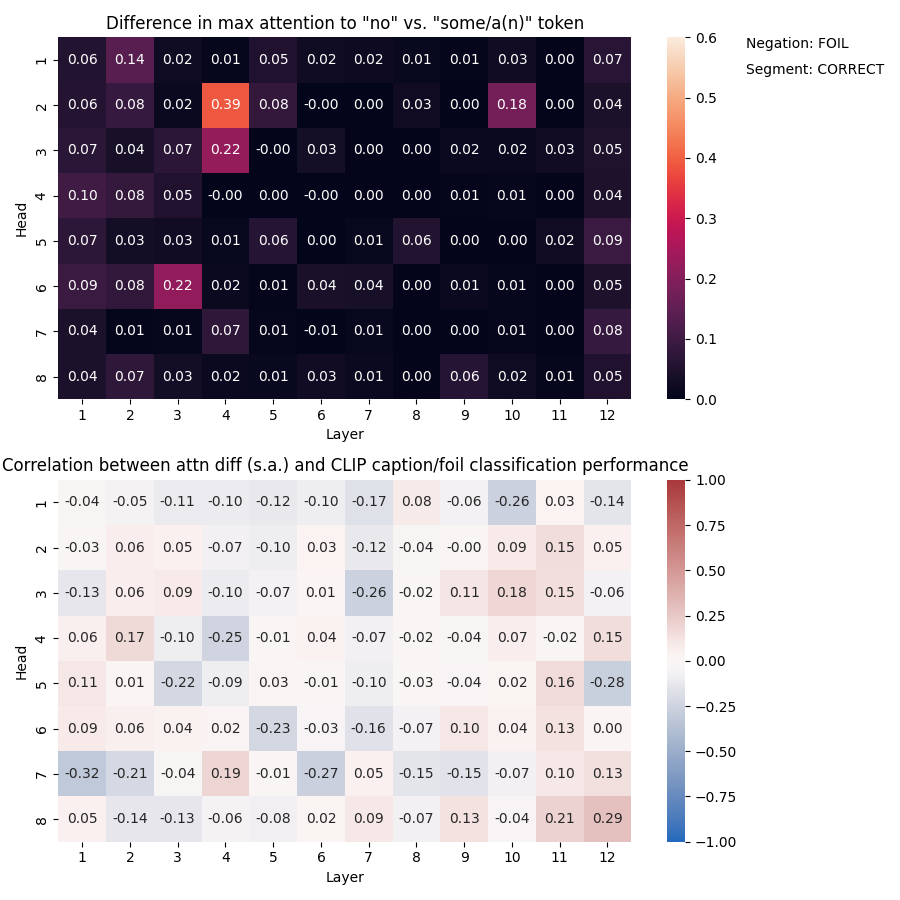 Difference in max attention to "no" vs. "some/a(n)" token
Negation: FOIL
Segment: CORRECT
Head
1 0.06 0.14 0.02 0.01 0.05 0.02 0.02 0.01 0.01 0.03 0.00 0.07
2 0.06 0.08 0.02 0.39 0.08 -0.00 0.00 0.03 0.00 0.18 0.00 0.04
3 0.07 0.04 0.07 0.22 -0.00 0.03 0.00 0.00 0.02 0.02 0.03 0.05
4 0.10 0.08 0.05 -0.00 0.00 -0.00 0.00 0.00 0.01 0.01 0.00 0.04
5 0.07 0.03 0.03 0.01 0.06 0.00 0.01 0.06 0.00 0.00 0.02 0.09
6 0.09 0.08 0.22 0.02 0.01 0.04 0.04 0.00 0.01 0.01 0.00 0.05
7 0.04 0.01 0.01 0.07 0.01 -0.01 0.01 0.00 0.00 0.01 0.00 0.08
8 0.04 0.07 0.03 0.02 0.01 0.03 0.01 0.00 0.06 0.02 0.01 0.05
1 2 3 4 5 6 7 8 9 10 11 12
Layer
0.6
0.5
0.4
0.3
0.2
0.1
0.0
Correlation between attn diff (s.a.) and CLIP caption/foil classification performance
Head
1 -0.04 -0.05 -0.11 -0.10 -0.12 -0.10 -0.17 0.08 -0.06 -0.26 0.03 -0.14
2 -0.03 0.06 0.05 -0.07 -0.10 0.03 -0.12 -0.04 -0.00 0.09 0.15 0.05
3 -0.13 0.06 0.09 -0.10 -0.07 0.01 -0.26 -0.02 0.11 0.18 0.15 -0.06
4 0.06 0.17 -0.10 -0.25 -0.01 0.04 -0.07 -0.02 -0.04 0.07 -0.02 0.15
5 0.11 0.01 -0.22 -0.09 0.03 -0.01 -0.10 -0.03 -0.04 0.02 0.16 -0.28
6 0.09 0.06 0.04 0.02 -0.23 -0.03 -0.16 -0.07 0.10 0.04 0.13 0.00
7 -0.32 -0.21 -0.04 0.19 -0.01 -0.27 0.05 -0.15 -0.15 -0.07 0.10 0.13
8 0.05 -0.14 -0.13 -0.06 -0.08 0.02 0.09 -0.07 0.13 -0.04 0.21 0.29
1 2 3 4 5 6 7 8 9 10 11 12
Layer
1.00
0.75
0.50
0.25
0.00
−0.25
−0.50
−0.75
−1.00